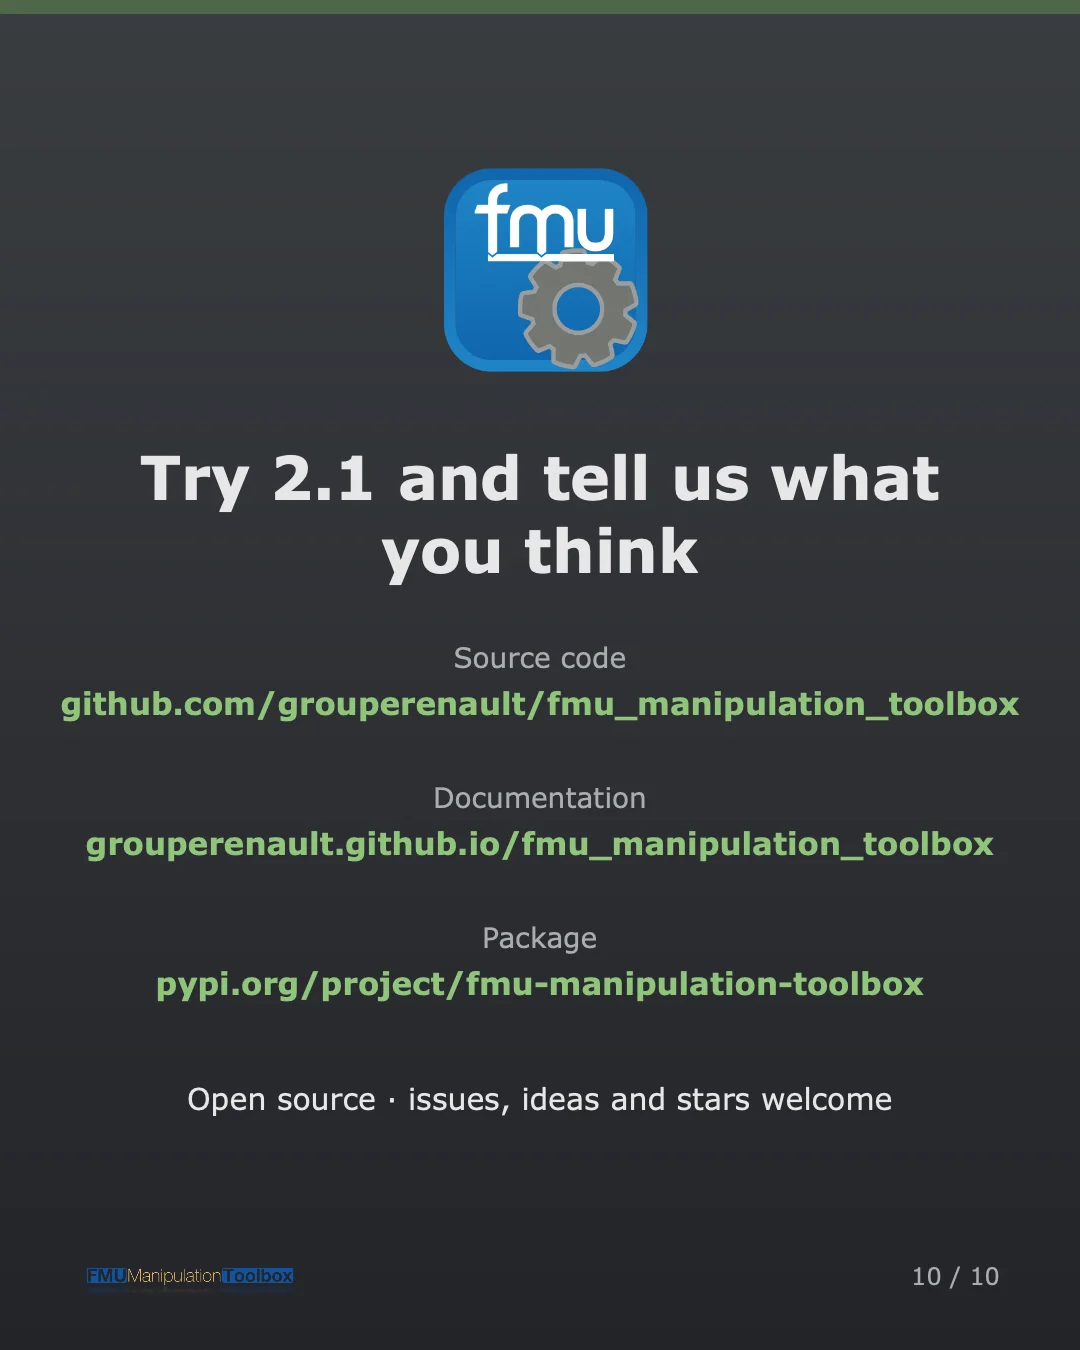 fmu
Try 2.1 and tell us what
you think
Source code
github.com/grouperenault/fmu_manipulation_toolbox
Documentation
grouperenault.github.io/fmu_manipulation_toolbox
Package
pypi.org/project/fmu-manipulation-toolbox
Open source · issues, ideas and stars welcome
FMUManipulationToolbox
10 / 10